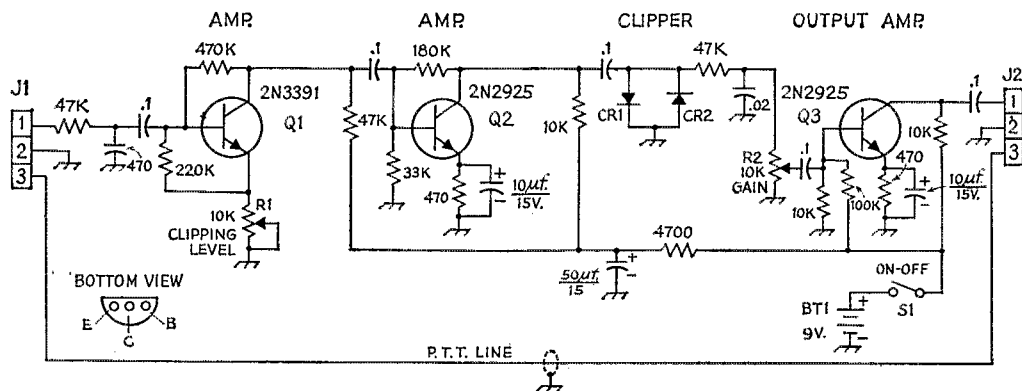 AMP.
AMP.
CLIPPER
OUTPUT AMP.
J1
1
2
3
47K
.1
470
470K
220K
2N3391
Q1
10K
R1
CLIPPING
LEVEL
47K
.1
180K
33K
2N2925
Q2
470
+
-
10µf.
15V.
10K
.1
CR1
CR2
47K
.02
R2
10K
GAIN
.1
2N2925
Q3
10K
100K
470
+
-
10µf.
15V.
10K
.1
J2
1
2
3
50µf.
15
+
-
4700
ON-OFF
S1
BT1
9V.
+
-
BOTTOM VIEW
E
C
B
P.T.T. LINE